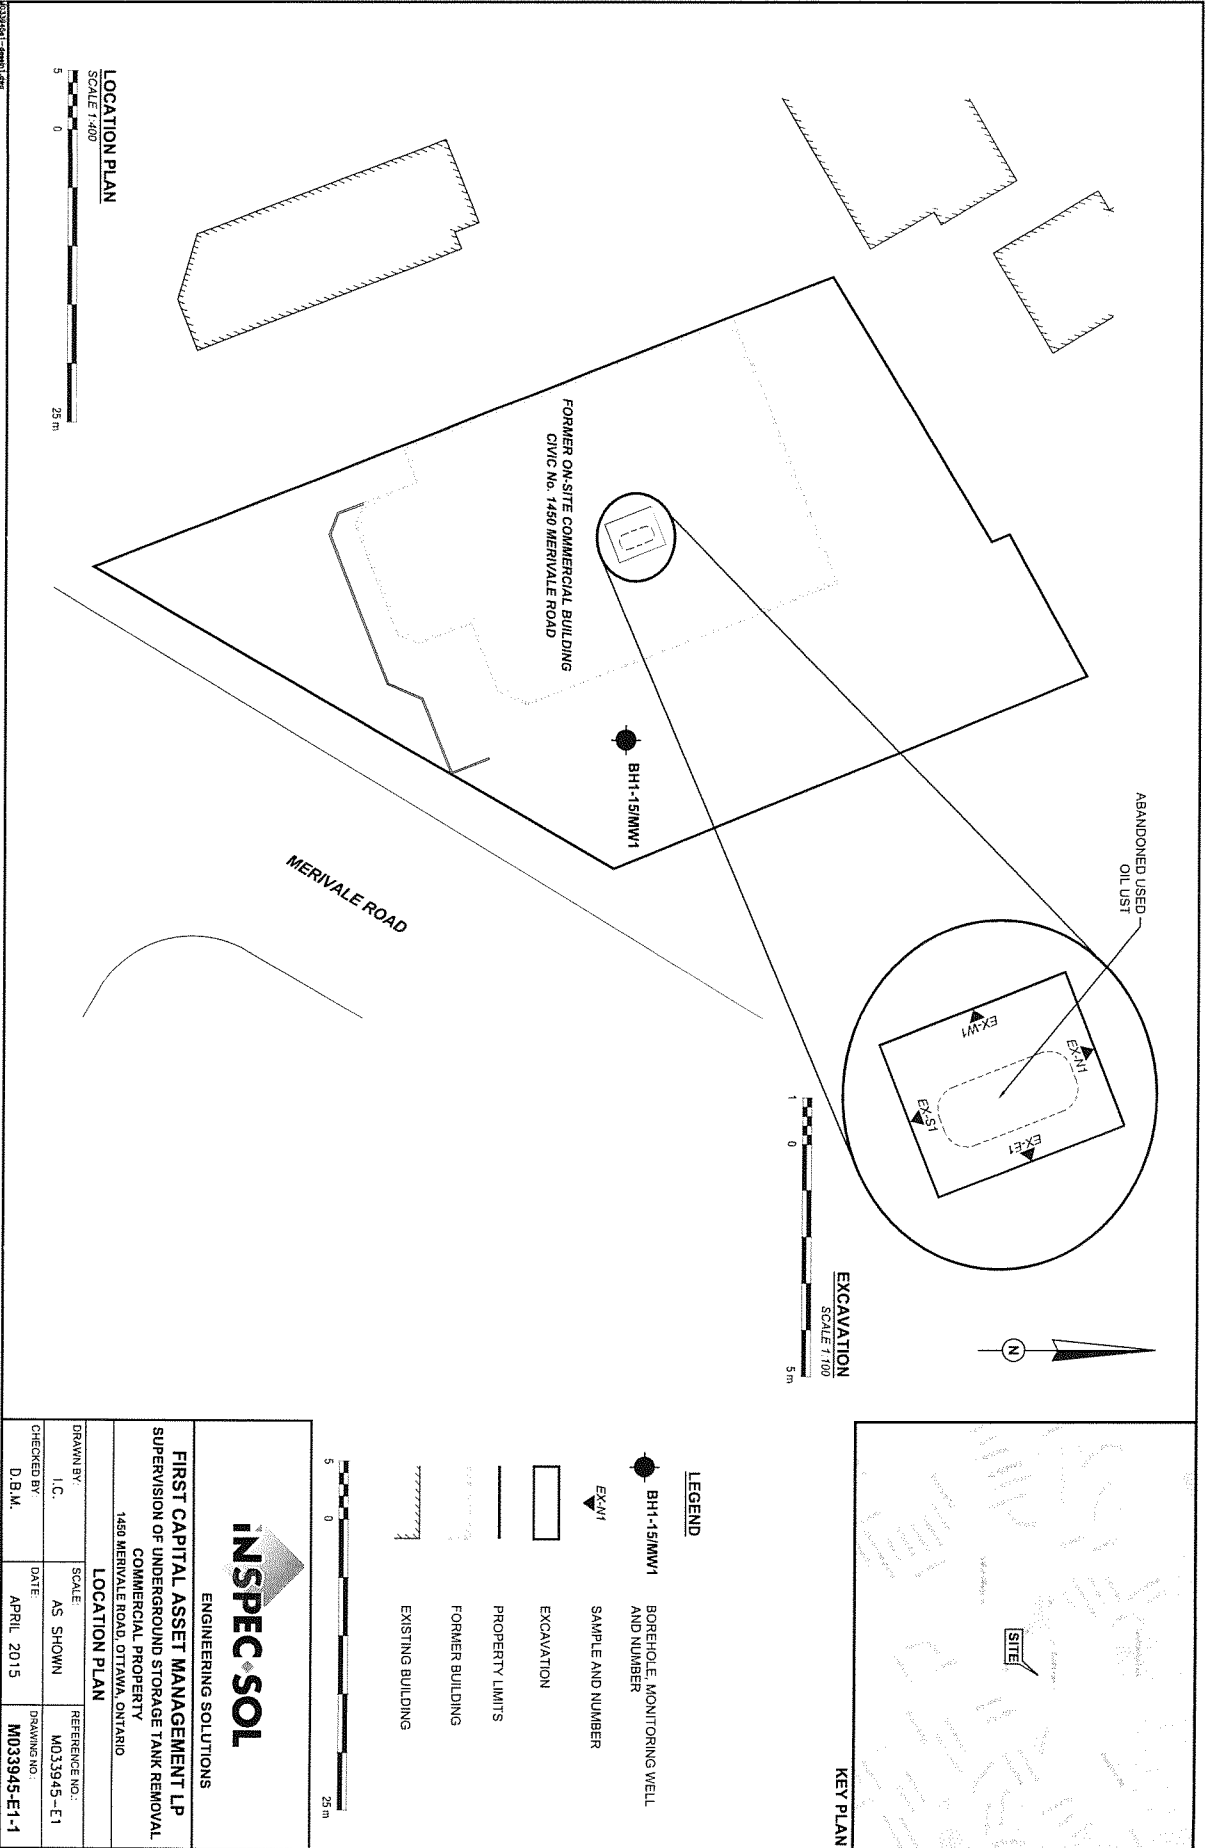 LOCATION PLAN
SCALE 1:400
5 0 25 m
FORMER ON-SITE COMMERCIAL BUILDING
CIVIC No. 1450 MERIVALE ROAD
BH1-15/MW1
MERIVALE ROAD
ABANDONED USED
OIL UST
EX-W1
EX-N1
EX-S1
EX-E1
EXCAVATION
SCALE 1:100
1 0 5 m
N
KEY PLAN
SITE
LEGEND
BH1-15/MW1 BOREHOLE, MONITORING WELL
AND NUMBER
EX-N1 SAMPLE AND NUMBER
EXCAVATION
PROPERTY LIMITS
FORMER BUILDING
EXISTING BUILDING
5 0 25 m
INSPEC-SOL
ENGINEERING SOLUTIONS
FIRST CAPITAL ASSET MANAGEMENT LP
SUPERVISION OF UNDERGROUND STORAGE TANK REMOVAL
COMMERCIAL PROPERTY
1450 MERIVALE ROAD, OTTAWA, ONTARIO
LOCATION PLAN
DRAWN BY: SCALE: REFERENCE NO.:
I.C. AS SHOWN M033945-E1
CHECKED BY: DATE: DRAWING NO.:
D.B.M. APRIL 2015 M033945-E1-1